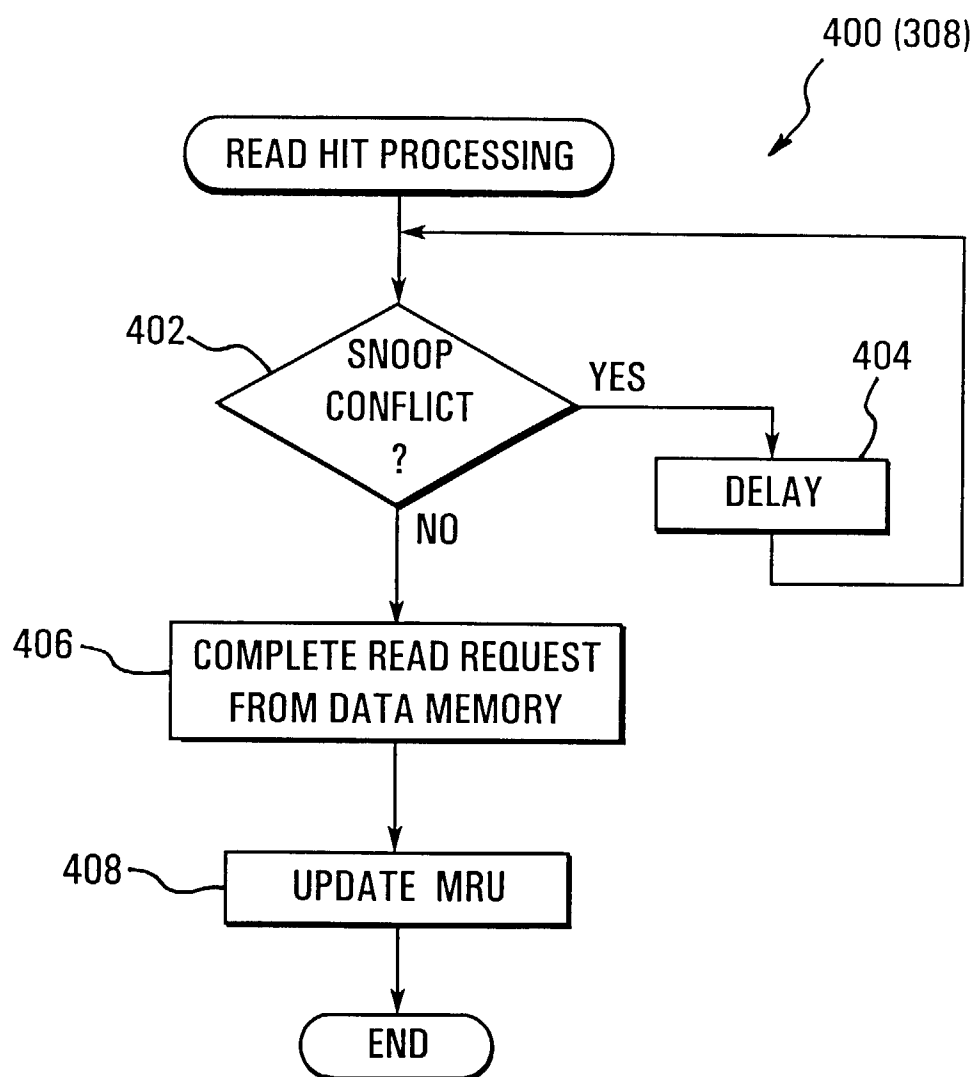 400 (308)
READ HIT PROCESSING
402
SNOOP
CONFLICT
?
YES
404
DELAY
NO
406
COMPLETE READ REQUEST
FROM DATA MEMORY
408
UPDATE MRU
END